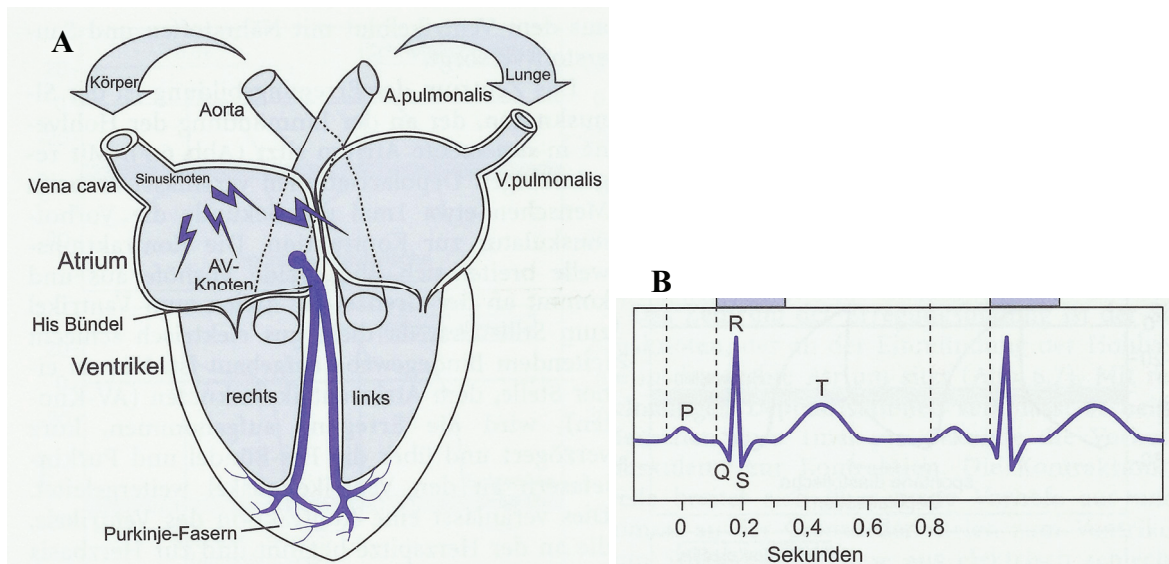 A
Körper
Lunge
Aorta
A.pulmonalis
Sinusknoten
Vena cava
V.pulmonalis
Atrium
AV-
Knoten
His Bündel
Ventrikel
rechts
links
Purkinje-Fasern
B
R
P
T
Q
S
0 0,2 0,4 0,6 0,8
Sekunden